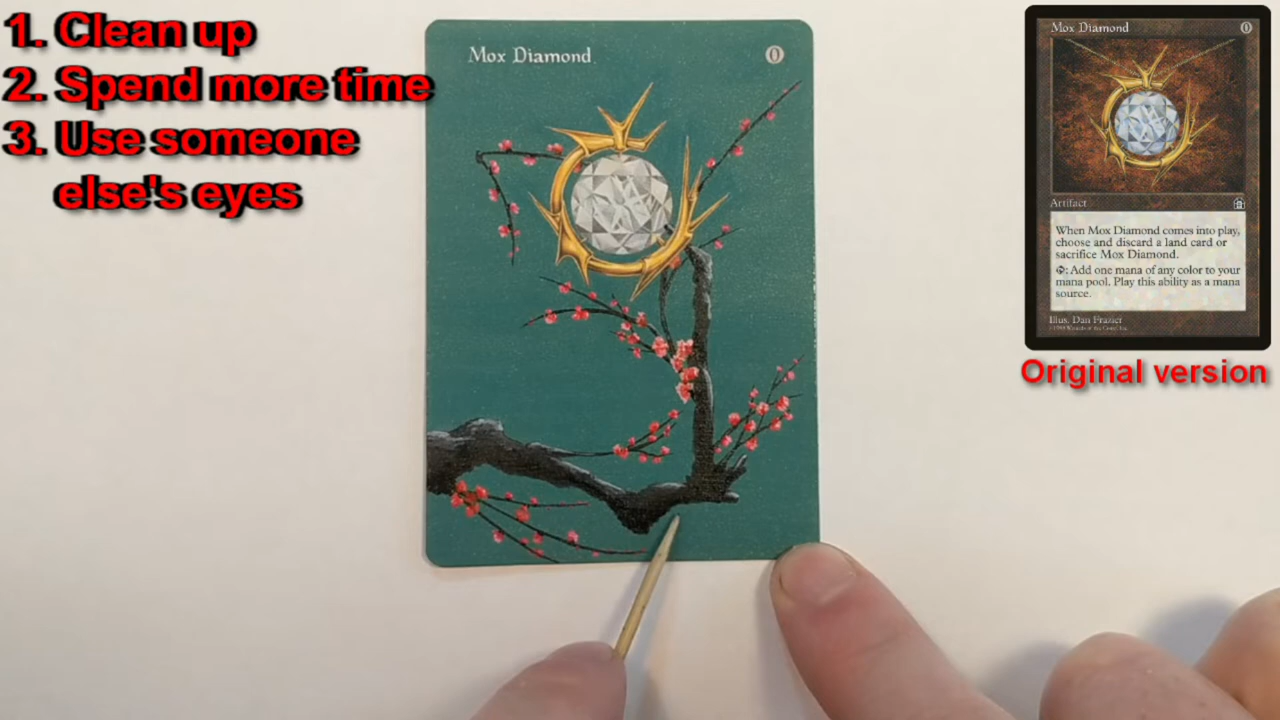 1. Clean up
2. Spend more time
3. Use someone
else's eyes
Mox Diamond
0
Mox Diamond
0
Artifact
When Mox Diamond comes into play,
choose and discard a land card or
sacrifice Mox Diamond.
: Add one mana of any color to your
mana pool. Play this ability as a mana
source.
Illus. Dan Frazier
Original version